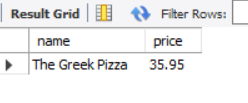 Result Grid Filter Rows:
name price
The Greek Pizza 35.95